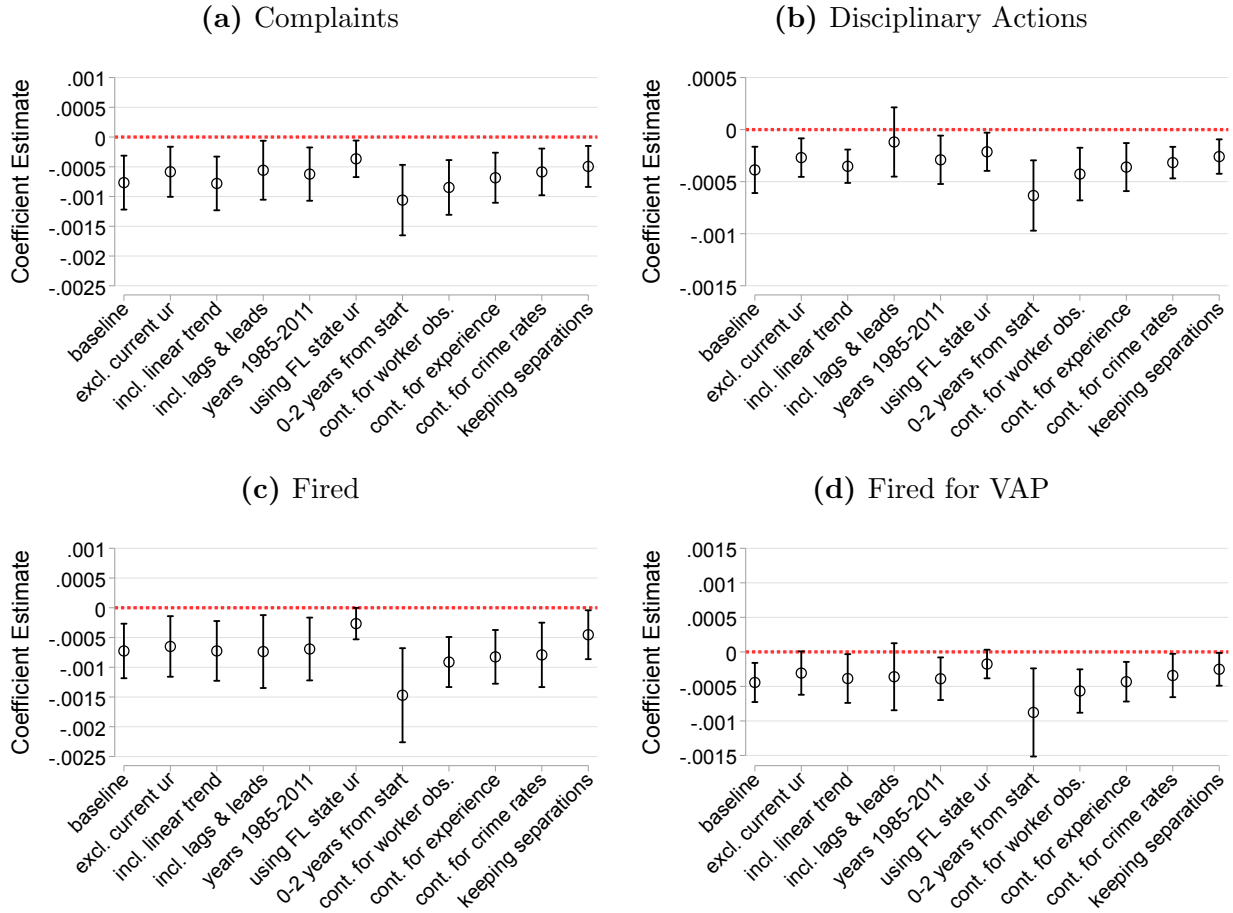 (a) Complaints
Coefficient Estimate
.001
.0005
0
-.0005
-.001
-.0015
-.002
-.0025
baseline
excl. current ur
incl. linear trend
incl. lags & leads
years 1985-2011
using FL state ur
0-2 years from start
cont. for worker obs.
cont. for experience
cont. for crime rates
keeping separations
(b) Disciplinary Actions
Coefficient Estimate
.0005
0
-.0005
-.001
-.0015
baseline
excl. current ur
incl. linear trend
incl. lags & leads
years 1985-2011
using FL state ur
0-2 years from start
cont. for worker obs.
cont. for experience
cont. for crime rates
keeping separations
(c) Fired
Coefficient Estimate
.001
.0005
0
-.0005
-.001
-.0015
-.002
-.0025
baseline
excl. current ur
incl. linear trend
incl. lags & leads
years 1985-2011
using FL state ur
0-2 years from start
cont. for worker obs.
cont. for experience
cont. for crime rates
keeping separations
(d) Fired for VAP
Coefficient Estimate
.0015
.001
.0005
0
-.0005
-.001
-.0015
baseline
excl. current ur
incl. linear trend
incl. lags & leads
years 1985-2011
using FL state ur
0-2 years from start
cont. for worker obs.
cont. for experience
cont. for crime rates
keeping separations